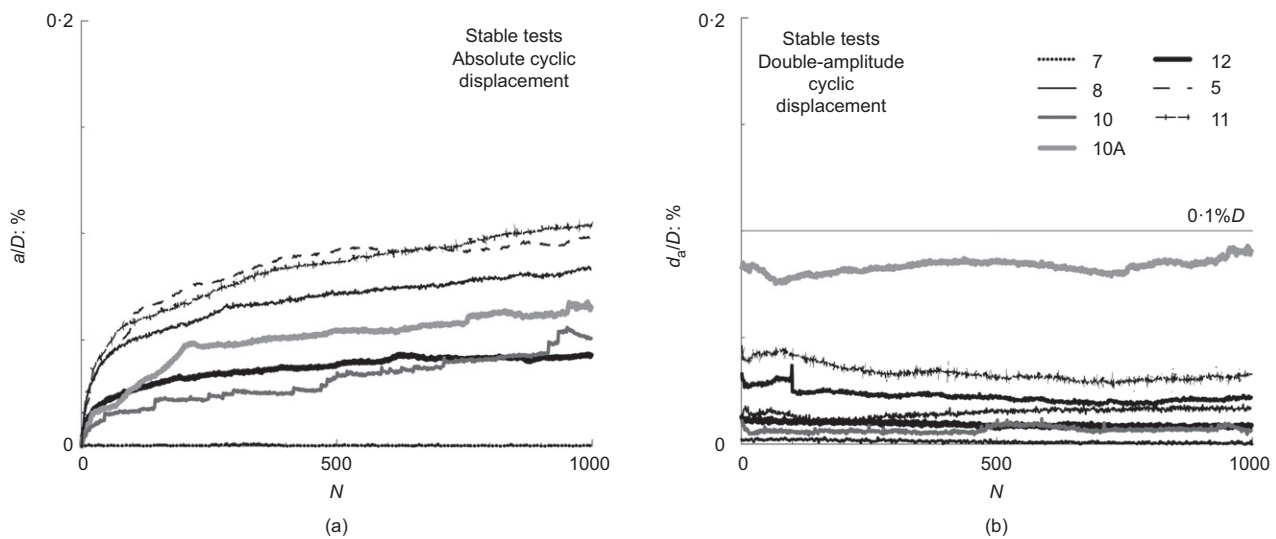 0·2
Stable tests
Absolute cyclic
displacement
a/D: %
0
0
500
1000
N
(a)
0·2
Stable tests
Double-amplitude
cyclic
displacement
7
12
8
5
10
11
10A
0·1%D
dₐ/D: %
0
0
500
1000
N
(b)